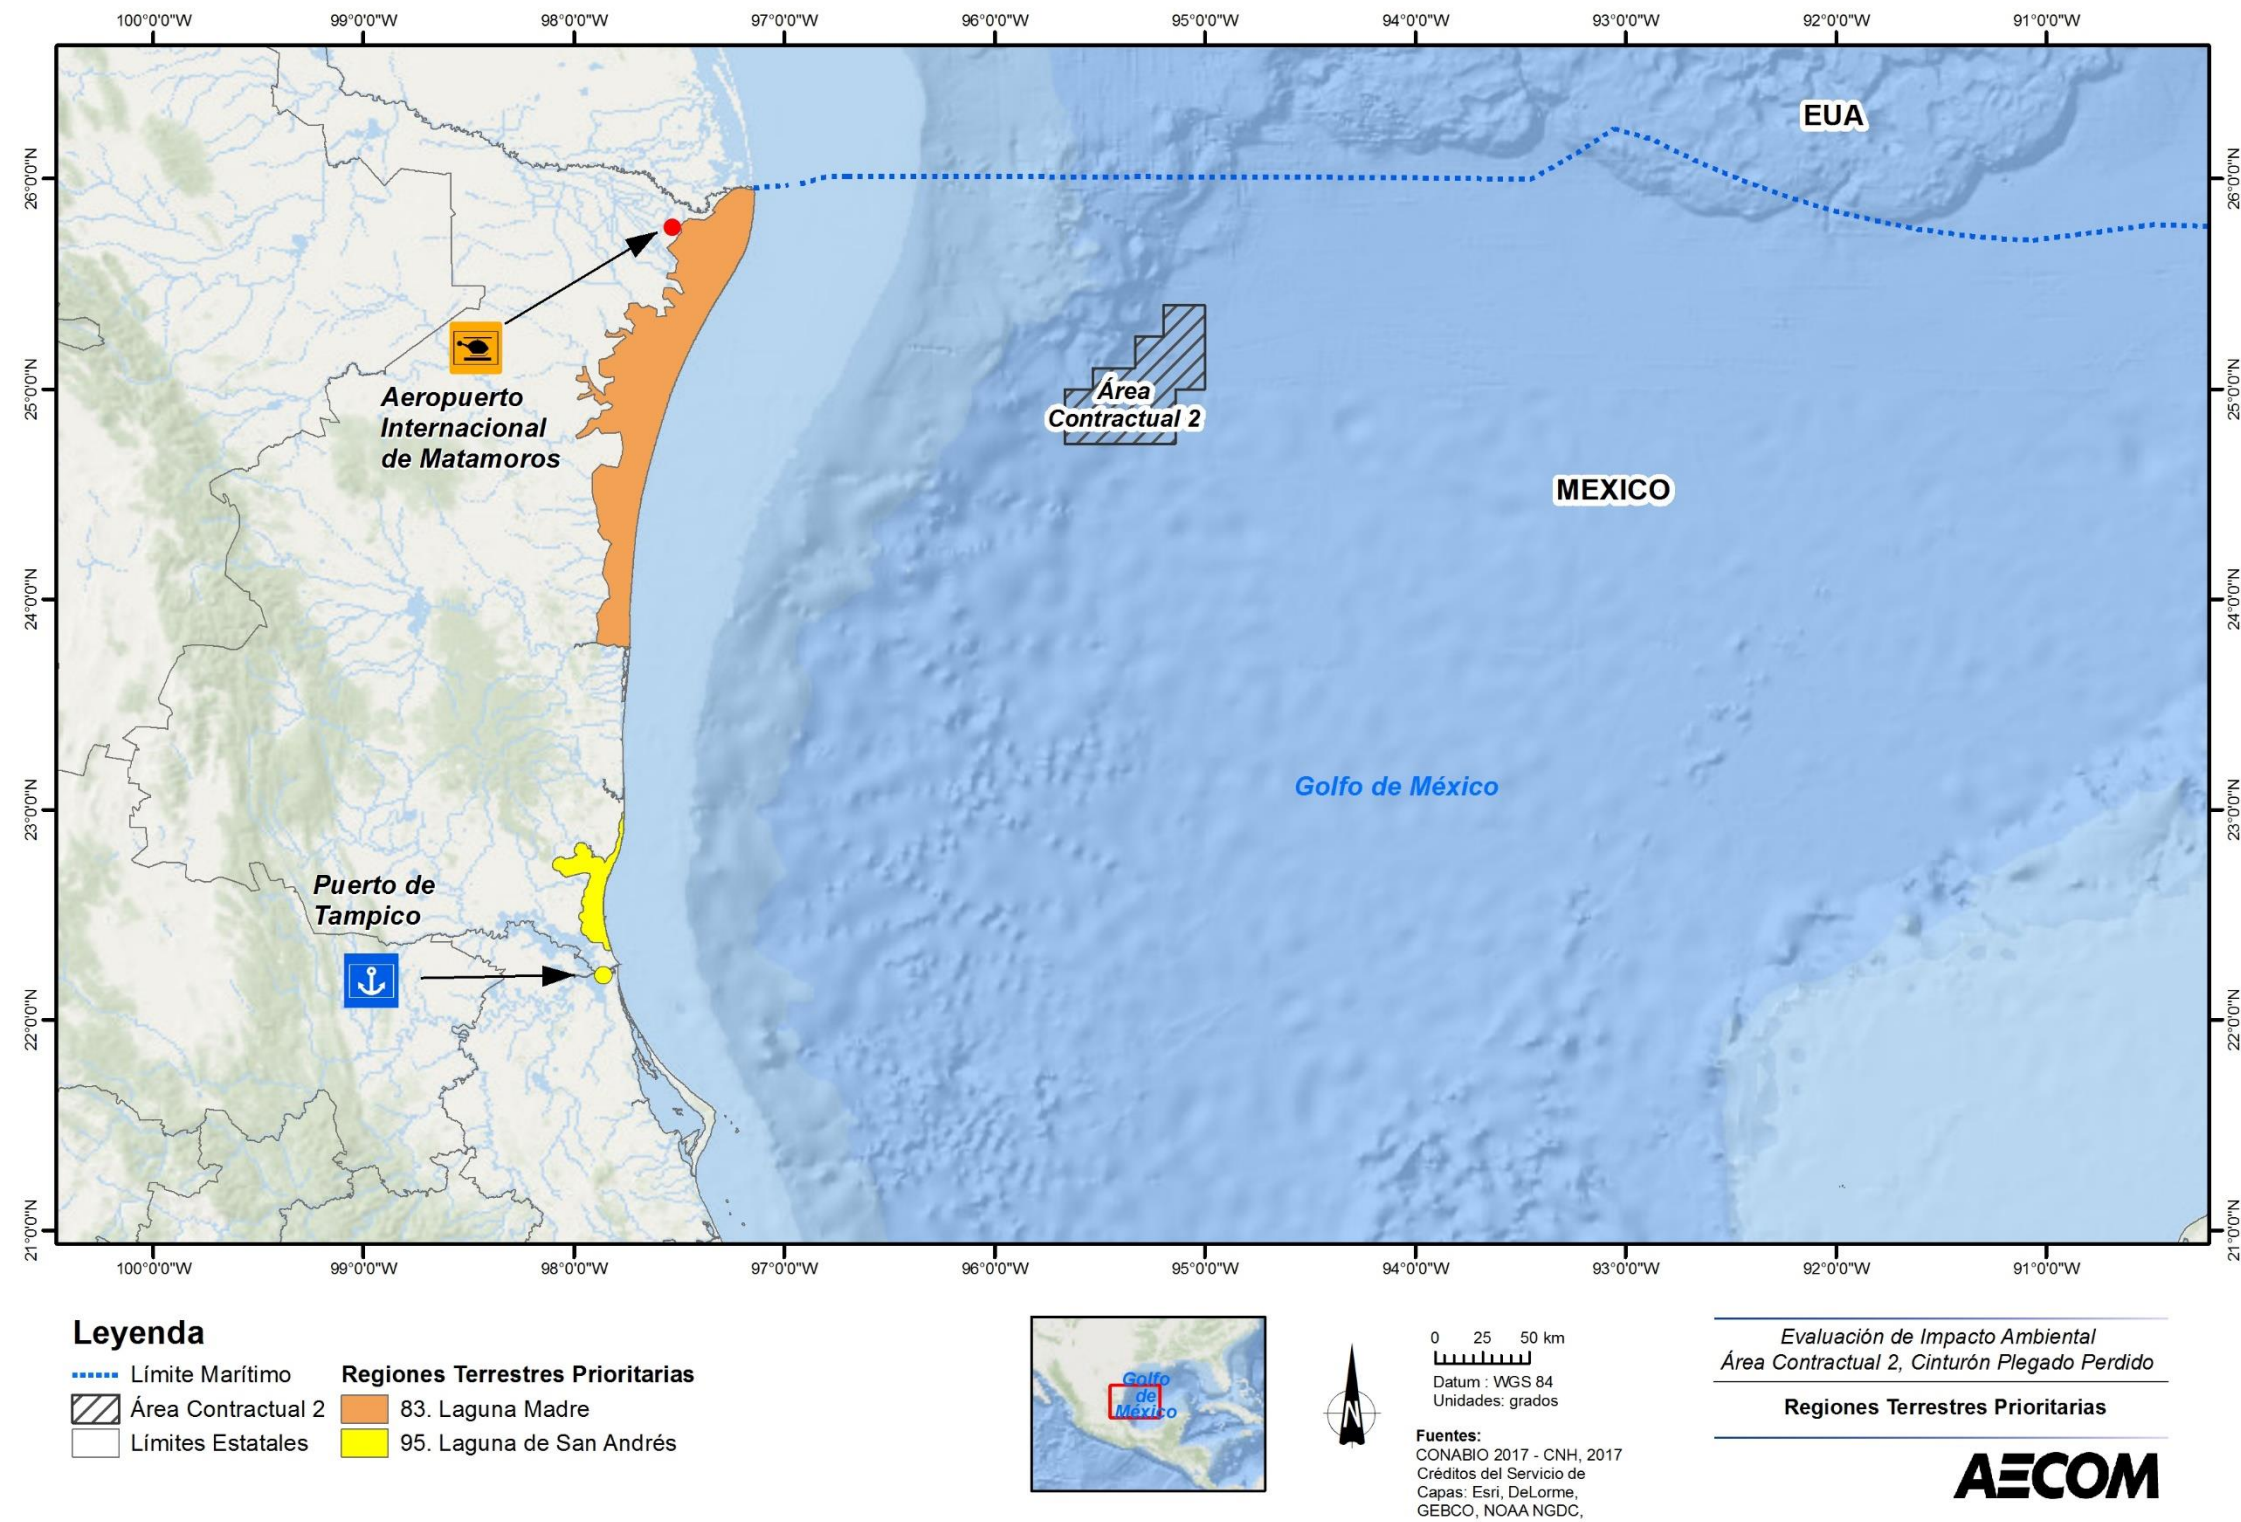 100°0'0"W 99°0'0"W 98°0'0"W 97°0'0"W 96°0'0"W 95°0'0"W 94°0'0"W 93°0'0"W 92°0'0"W 91°0'0"W
26°0'0"N
25°0'0"N
24°0'0"N
23°0'0"N
22°0'0"N
21°0'0"N
EUA
Aeropuerto
Internacional
de Matamoros
Área
Contractual 2
MEXICO
Golfo de México
Puerto de
Tampico
26°0'0"N
25°0'0"N
24°0'0"N
23°0'0"N
22°0'0"N
21°0'0"N
100°0'0"W 99°0'0"W 98°0'0"W 97°0'0"W 96°0'0"W 95°0'0"W 94°0'0"W 93°0'0"W 92°0'0"W 91°0'0"W
Leyenda
Límite Marítimo
Área Contractual 2
Límites Estatales
Regiones Terrestres Prioritarias
83. Laguna Madre
95. Laguna de San Andrés
Golfo
de
México
N
0 25 50 km
Datum : WGS 84
Unidades: grados
Fuentes:
CONABIO 2017 - CNH, 2017
Créditos del Servicio de
Capas: Esri, DeLorme,
GEBCO, NOAA NGDC,
Evaluación de Impacto Ambiental
Área Contractual 2, Cinturón Plegado Perdido
Regiones Terrestres Prioritarias
AECOM